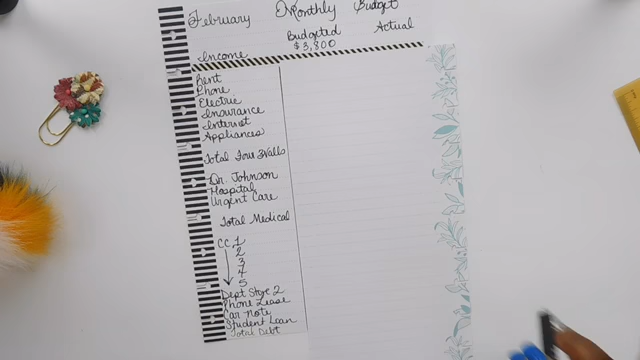 February Monthly Budget
Budgeted Actual
$3,800
Income
Rent
Phone
Electric
Insurance
Internet
Appliances
Total Four Walls
Dr. Johnson
Hospital
Urgent Care
Total Medical
CC 1
2
3
4
5
Dept Store 2
Phone Lease
Car Note
Student Loan
Total Debt